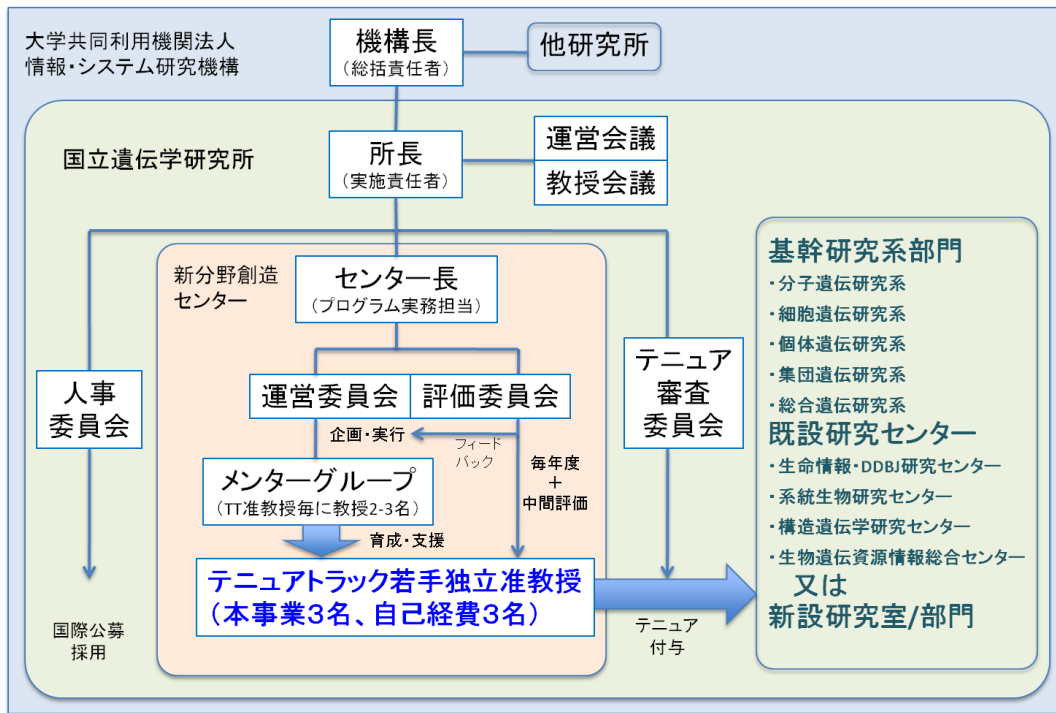 大学共同利用機関法人
情報・システム研究機構
機構長
（総括責任者）
他研究所
国立遺伝学研究所
所長
（実施責任者）
運営会議
教授会議
新分野創造
センター
センター長
（プログラム実務担当）
人事
委員会
運営委員会
評価委員会
テニュア
審査
委員会
企画・実行
フィード
バック
毎年度
＋
中間評価
メンターグループ
（TT准教授毎に教授2-3名）
育成・支援
テニュアトラック若手独立准教授
（本事業３名、自己経費３名）
国際公募
採用
テニュア
付与
基幹研究系部門
・分子遺伝研究系
・細胞遺伝研究系
・個体遺伝研究系
・集団遺伝研究系
・総合遺伝研究系
既設研究センター
・生命情報・DDBJ研究センター
・系統生物研究センター
・構造遺伝学研究センター
・生物遺伝資源情報総合センター
又は
新設研究室/部門